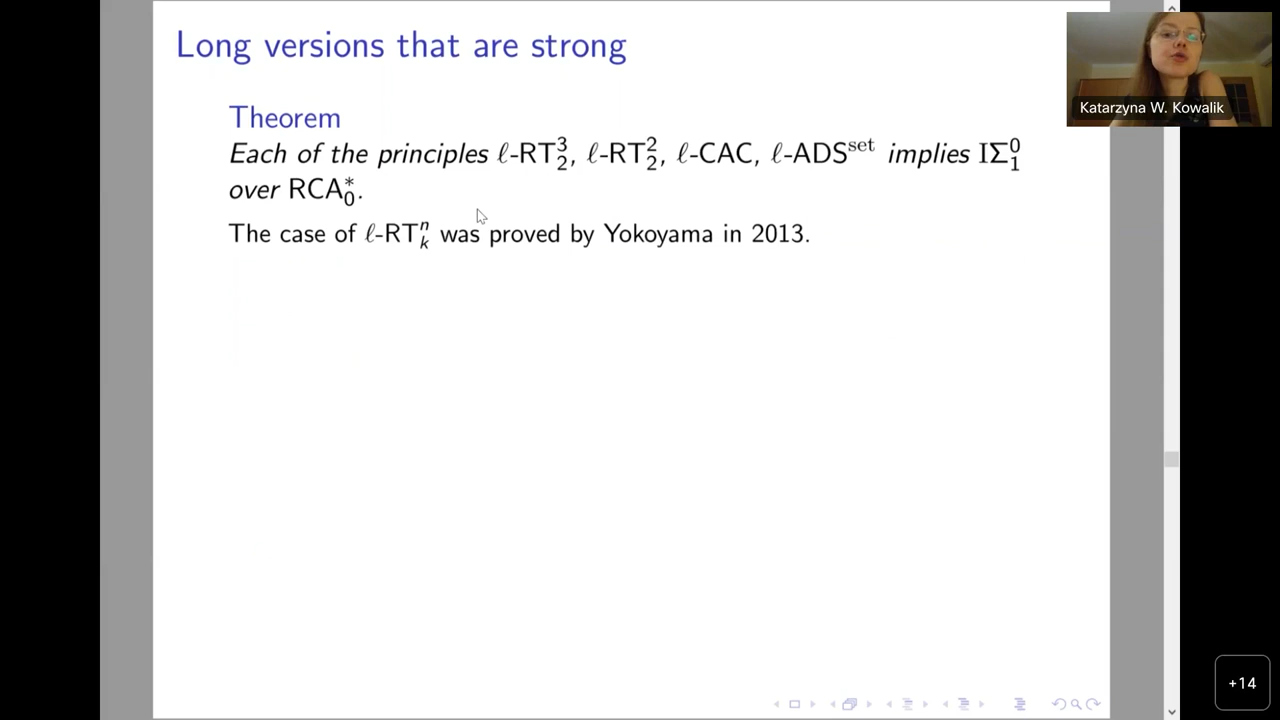 Long versions that are strong
Katarzyna W. Kowalik
Theorem
Each of the principles ℓ-RT³₂, ℓ-RT²₂, ℓ-CAC, ℓ-ADSˢᵉᵗ implies IΣ⁰₁
over RCA*₀.
The case of ℓ-RTⁿₖ was proved by Yokoyama in 2013.
+14